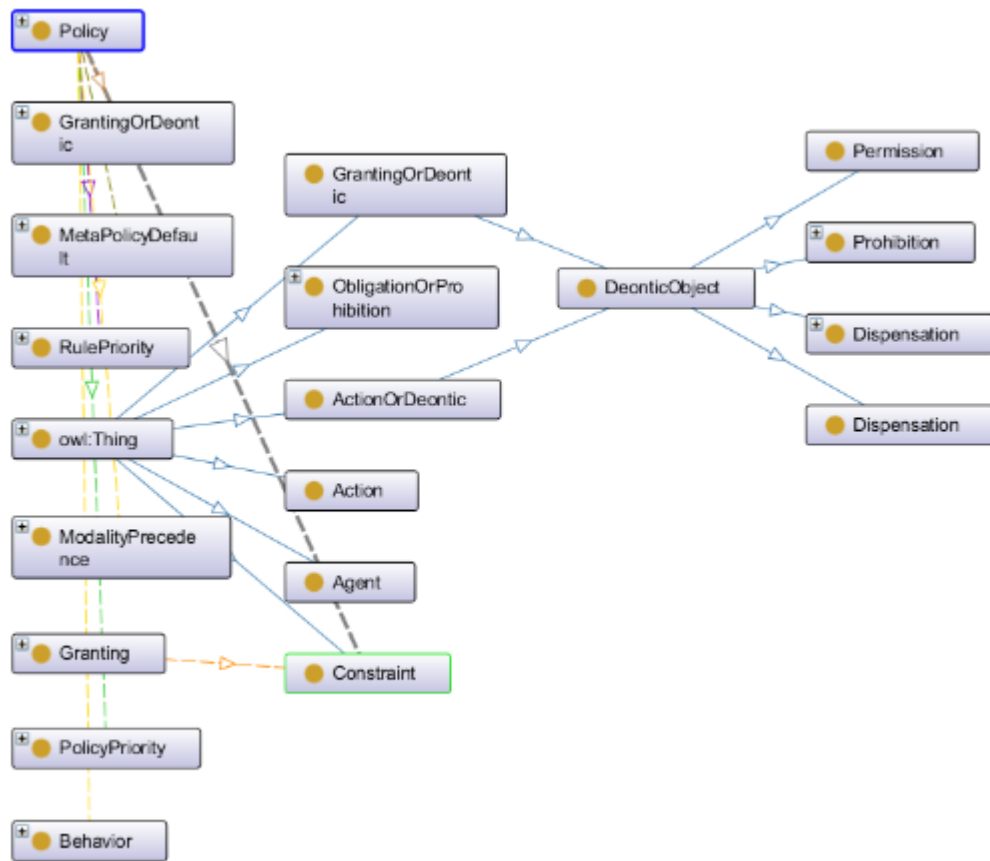 Policy
GrantingOrDeont
ic
MetaPolicyDefau
lt
RulePriority
owl:Thing
ModalityPrecede
nce
Granting
PolicyPriority
Behavior
GrantingOrDeont
ic
ObligationOrPro
hibition
ActionOrDeontic
Action
Agent
Constraint
DeonticObject
Permission
Prohibition
Dispensation
Dispensation